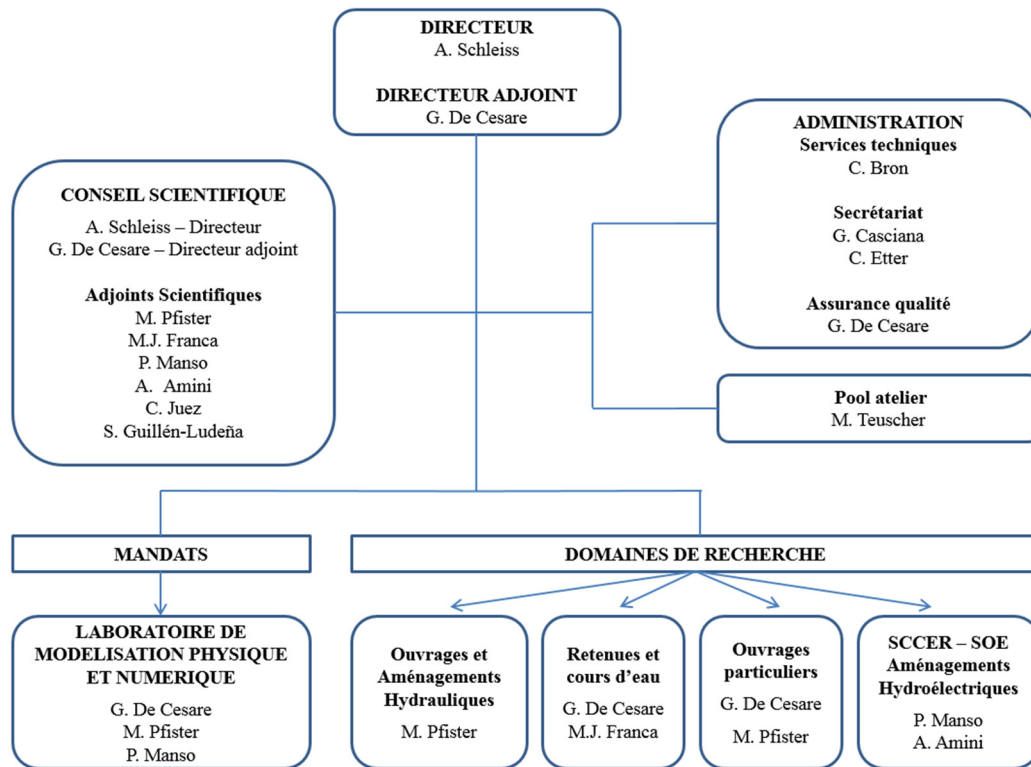 DIRECTEUR
A. Schleiss
DIRECTEUR ADJOINT
G. De Cesare
ADMINISTRATION
Services techniques
C. Bron
Secrétariat
G. Casciana
C. Etter
Assurance qualité
G. De Cesare
CONSEIL SCIENTIFIQUE
A. Schleiss – Directeur
G. De Cesare – Directeur adjoint
Adjoints Scientifiques
M. Pfister
M.J. Franca
P. Manso
A. Amini
C. Juez
S. Guillén-Ludeña
Pool atelier
M. Teuscher
MANDATS
DOMAINES DE RECHERCHE
LABORATOIRE DE
MODELISATION PHYSIQUE
ET NUMERIQUE
G. De Cesare
M. Pfister
P. Manso
Ouvrages et
Aménagements
Hydrauliques
M. Pfister
Retenues et
cours d'eau
G. De Cesare
M.J. Franca
Ouvrages
particuliers
G. De Cesare
M. Pfister
SCCER – SOE
Aménagements
Hydroélectriques
P. Manso
A. Amini